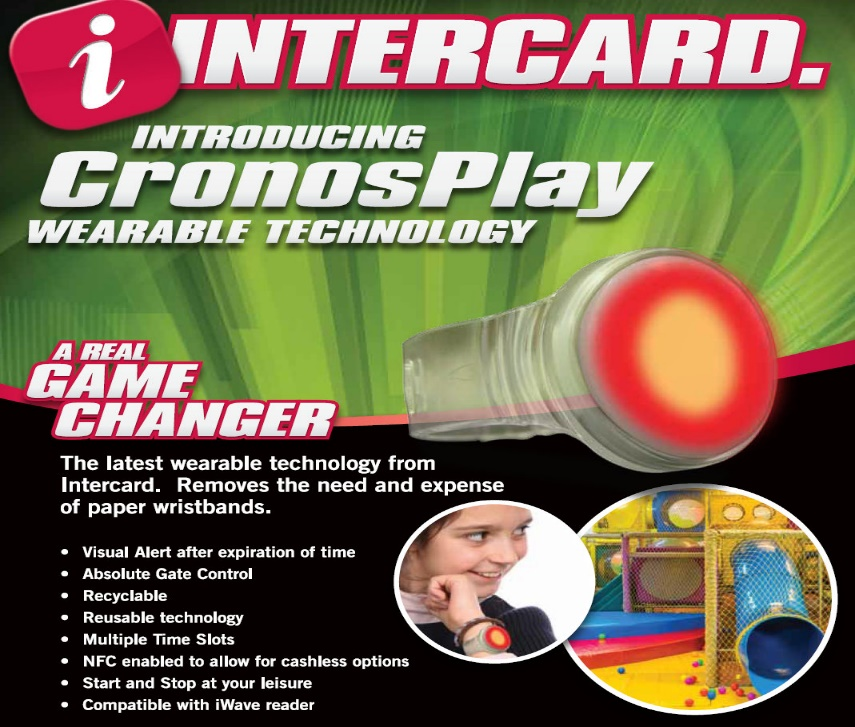 i INTERCARD.
INTRODUCING
CronosPlay
WEARABLE TECHNOLOGY
A REAL
GAME
CHANGER
The latest wearable technology from
Intercard. Removes the need and expense
of paper wristbands.
• Visual Alert after expiration of time
• Absolute Gate Control
• Recyclable
• Reusable technology
• Multiple Time Slots
• NFC enabled to allow for cashless options
• Start and Stop at your leisure
• Compatible with iWave reader